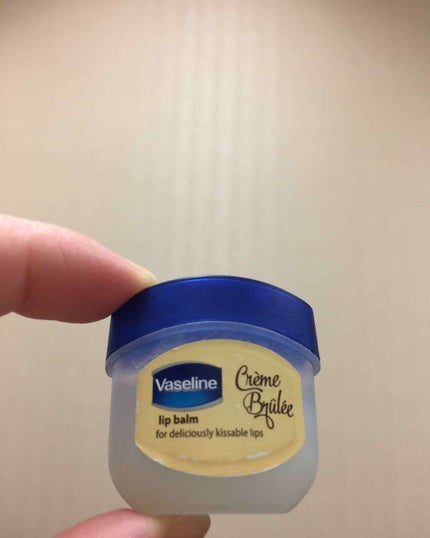 Vaseline
Crème
Brûlée
lip balm
for deliciously kissable lips